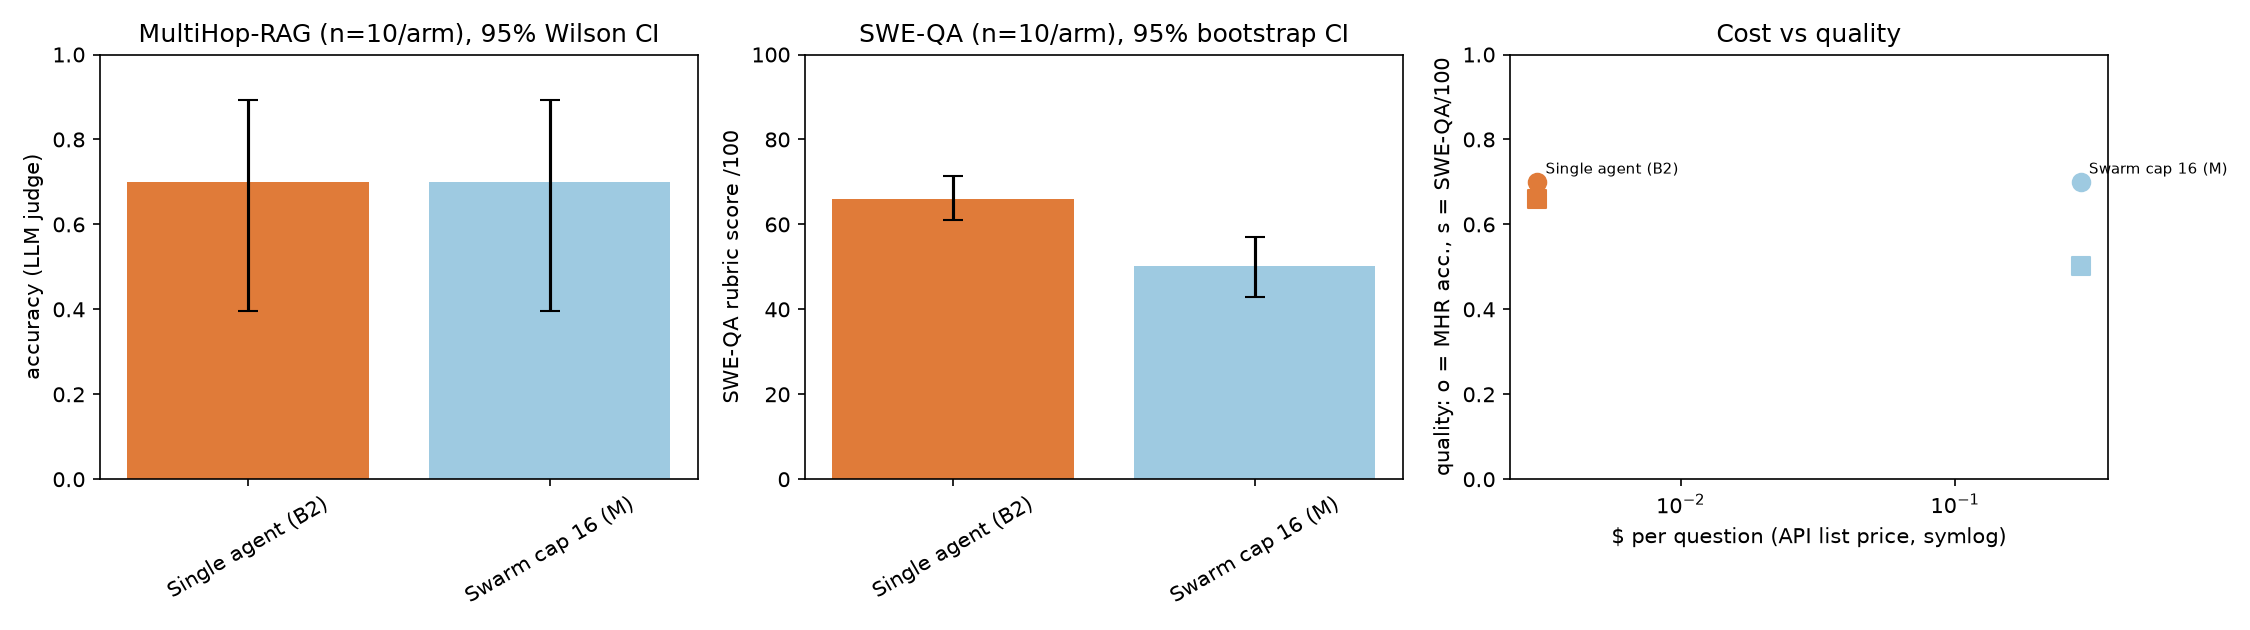 MultiHop-RAG (n=10/arm), 95% Wilson CI
accuracy (LLM judge)
1.0
0.8
0.6
0.4
0.2
0.0
Single agent (B2)
Swarm cap 16 (M)
SWE-QA (n=10/arm), 95% bootstrap CI
SWE-QA rubric score /100
100
80
60
40
20
0
Single agent (B2)
Swarm cap 16 (M)
Cost vs quality
quality: o = MHR acc., s = SWE-QA/100
1.0
0.8
0.6
0.4
0.2
0.0
Single agent (B2)
Swarm cap 16 (M)
10⁻²
10⁻¹
$ per question (API list price, symlog)